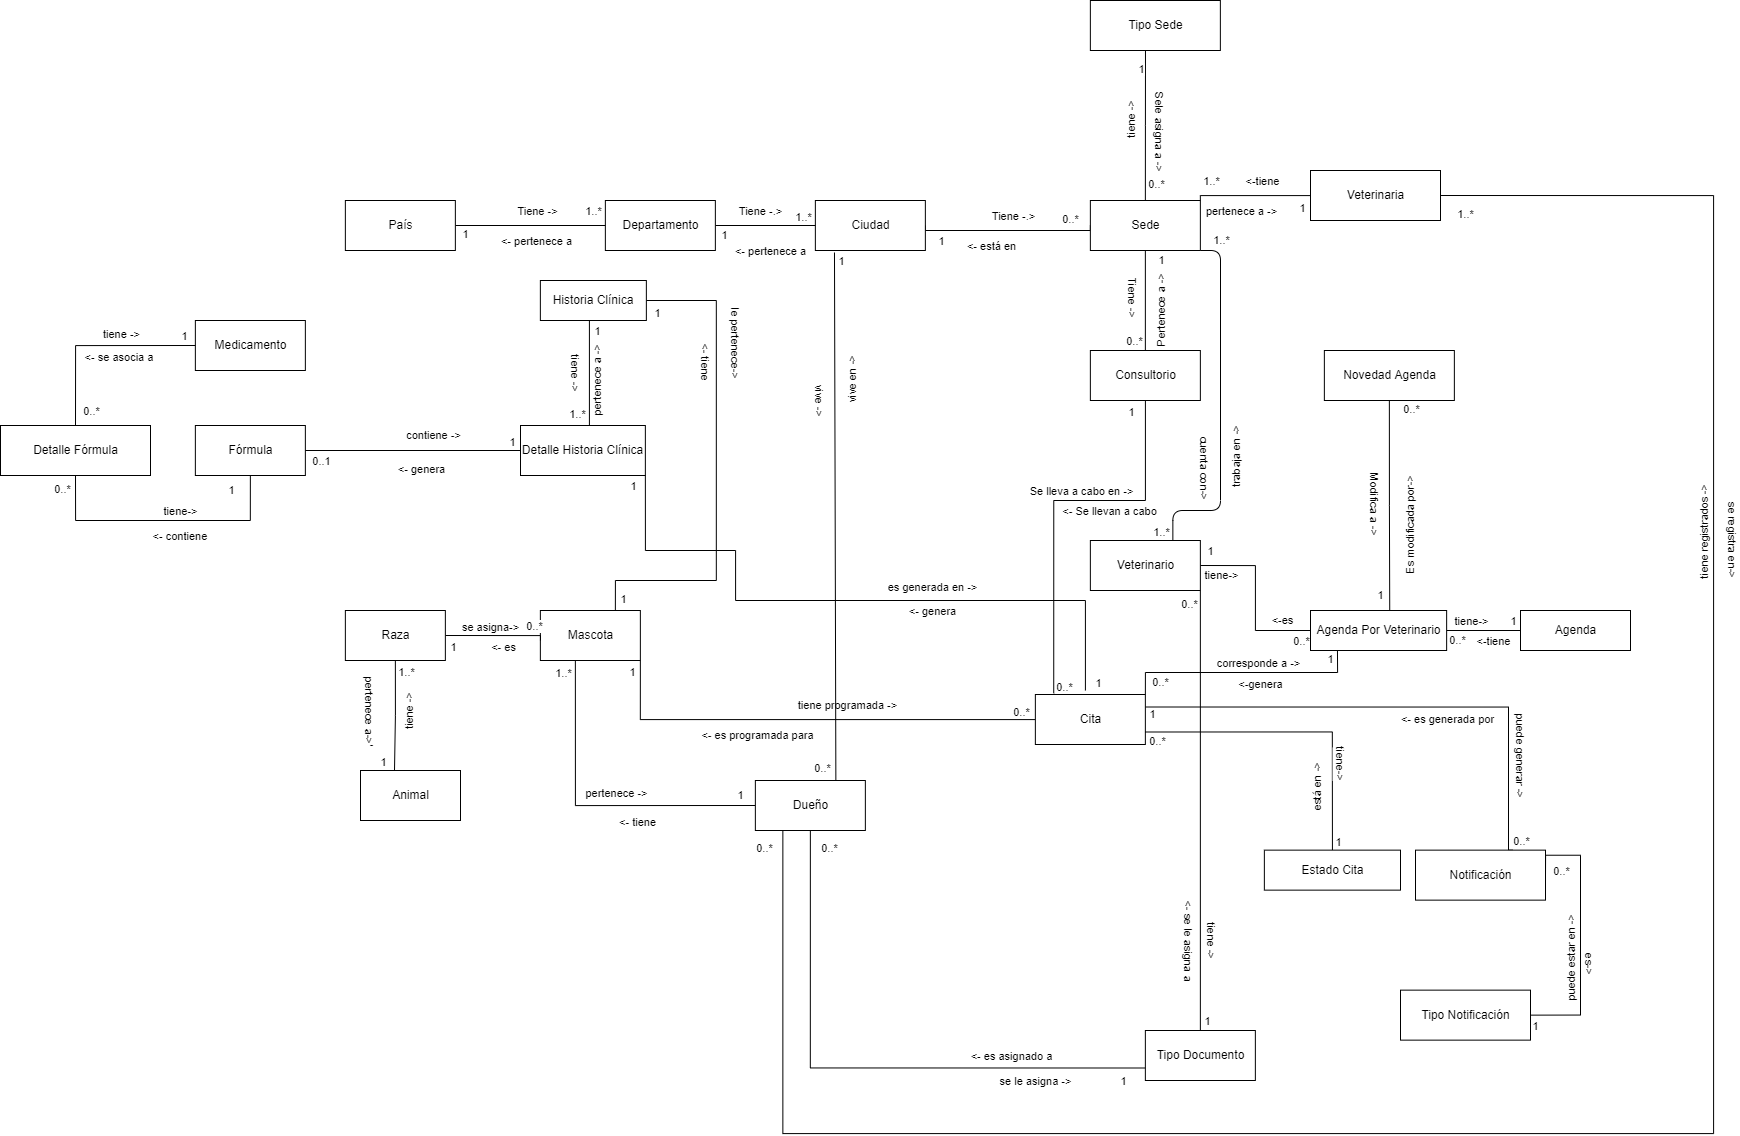 Tipo Sede
1
<- tiene
Sele asigna a ->
0..*
1..*
<-tiene
Veterinaria
pertenece a ->
1
1..*
País
Tiene ->
1..*
1
<- pertenece a
Departamento
Tiene -.>
1..*
1
<- pertenece a
Ciudad
Tiene -.>
0..*
1
<- está en
Sede
1
1..*
1
Tiene ->
Pertenece a <-
0..*
Historia Clínica
1
1
le pertenece->
<- tiene
tiene ->
pertenece a <-
1..*
vive en <-
vive ->
Medicamento
tiene ->
1
<- se asocia a
0..*
Consultorio
1
Novedad Agenda
0..*
Detalle Fórmula
Fórmula
Detalle Historia Clínica
contiene ->
1
0..1
<- genera
0..*
1
1
tiene->
<- contiene
cuenta con->
trabaja en <-
Modifica a ->
Es modificada por<-
Se lleva a cabo en ->
<- Se llevan a cabo
tiene registrados <-
se registra en->
1..*
Veterinario
1
tiene->
0..*
es generada en ->
<- genera
1
1
Raza
se asigna->
0..*
1
<- es
Mascota
<-es
0..*
Agenda Por Veterinario
tiene->
1
0..*
<-tiene
Agenda
1..*
pertenece a->'
tiene <-
1
1..*
1
corresponde a ->
1
0..*
<-genera
0..*
1
tiene programada ->
0..*
<- es programada para
Cita
1
<- es generada por
puede generar ->
0..*
tiene->
está en <-
Animal
0..*
pertenece ->
1
<- tiene
Dueño
0..*
0..*
1
Estado Cita
0..*
Notificación
0..*
<- se le asigna a
tiene ->
puede estar en <-
es->
Tipo Notificación
1
1
Tipo Documento
<- es asignado a
se le asigna ->
1